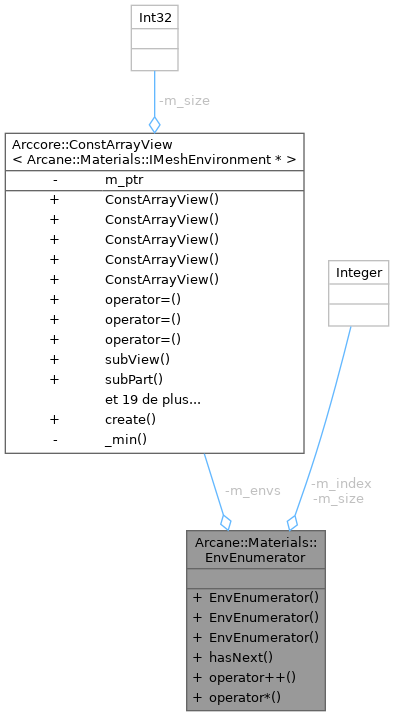 Int32
-m_size
Arccore::ConstArrayView
< Arcane::Materials::IMeshEnvironment * >
- m_ptr
+ ConstArrayView()
+ ConstArrayView()
+ ConstArrayView()
+ ConstArrayView()
+ ConstArrayView()
+ operator=()
+ operator=()
+ operator=()
+ subView()
+ subPart()
et 19 de plus...
+ create()
- _min()
Integer
-m_envs
-m_index
-m_size
Arcane::Materials::
EnvEnumerator
+ EnvEnumerator()
+ EnvEnumerator()
+ EnvEnumerator()
+ hasNext()
+ operator++()
+ operator*()